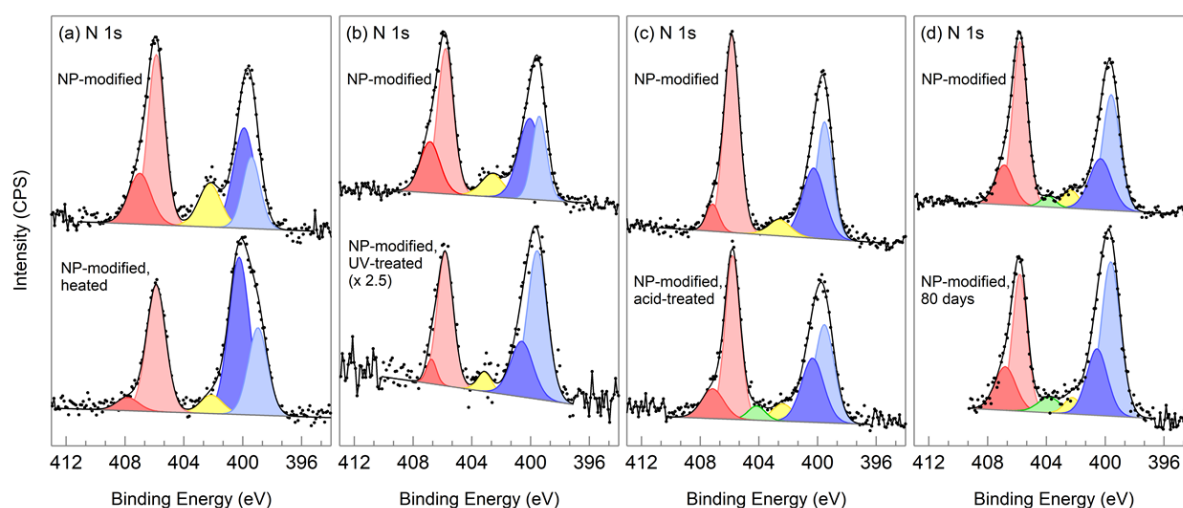 (a) N 1s
(b) N 1s
(c) N 1s
(d) N 1s
NP-modified
NP-modified
NP-modified
NP-modified
NP-modified,
heated
NP-modified,
UV-treated
(x 2.5)
NP-modified,
acid-treated
NP-modified,
80 days
Intensity (CPS)
412 408 404 400 396
412 408 404 400 396
412 408 404 400 396
412 408 404 400 396
Binding Energy (eV)
Binding Energy (eV)
Binding Energy (eV)
Binding Energy (eV)